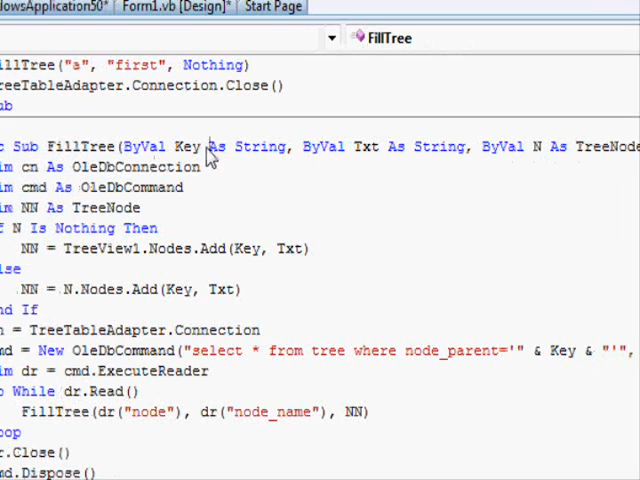 dowsApplication50* Form1.vb [Design]* Start Page
FillTree
illTree("a", "first", Nothing)
reeTableAdapter.Connection.Close()
ub
c Sub FillTree(ByVal Key As String, ByVal Txt As String, ByVal N As TreeNode
im cn As OleDbConnection
im cmd As OleDbCommand
im NN As TreeNode
f N Is Nothing Then
NN = TreeView1.Nodes.Add(Key, Txt)
lse
NN = N.Nodes.Add(Key, Txt)
nd If
n = TreeTableAdapter.Connection
md = New OleDbCommand("select * from tree where node_parent='" & Key & "'",
im dr = cmd.ExecuteReader
o While dr.Read()
FillTree(dr("node"), dr("node_name"), NN)
oop
r.Close()
md.Dispose()